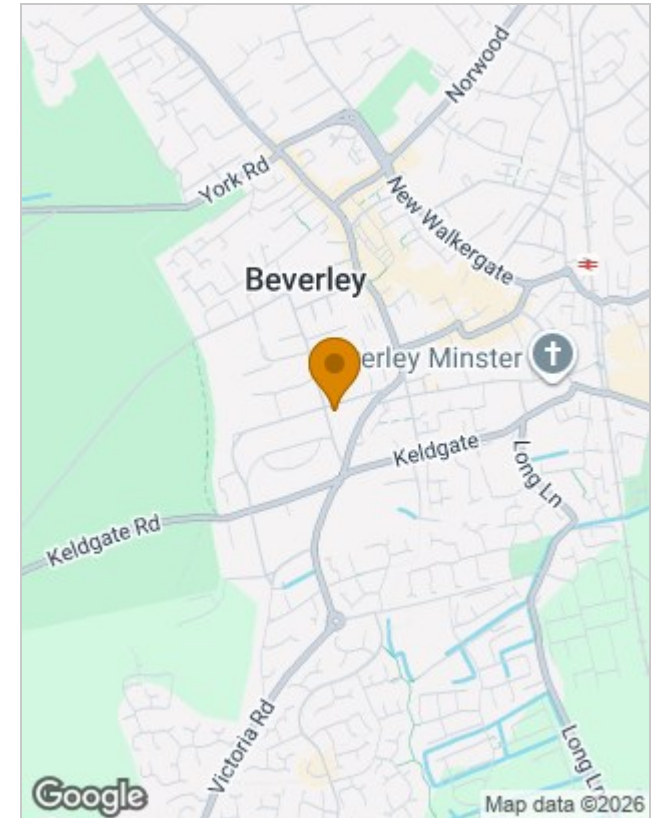 Norwood
York Rd
New Walkergate
Beverley
erley Minster
Keldgate
Long Ln
Keldgate Rd
Victoria Rd
Long Ln
Google
Map data ©2026